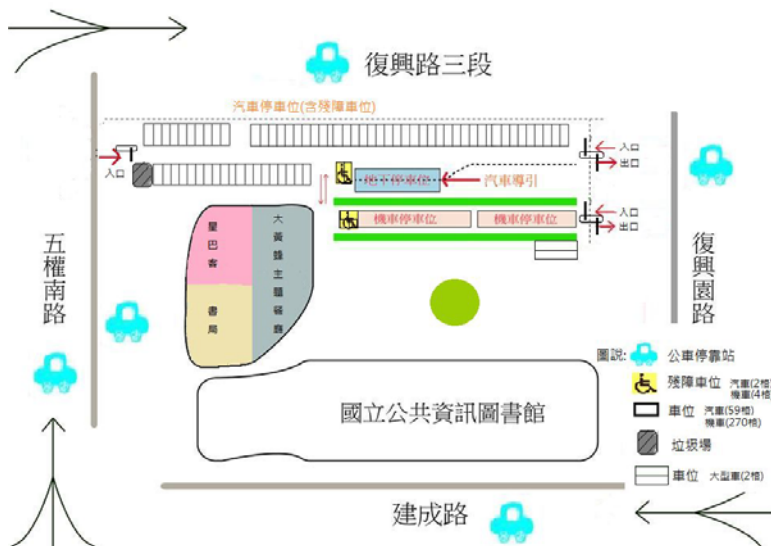 復興路三段
汽車停車位(含殘障車位)
入口
出口
入口
地下停車位
汽車導引
機車停車位
機車停車位
入口
出口
星巴客
書局
大黃蜂主題餐廳
五權南路
復興園路
國立公共資訊圖書館
建成路
圖說:
公車停靠站
殘障車位 汽車(2格)
機車(4格)
車位 汽車(59格)
機車(270格)
垃圾場
車位 大型車(2格)